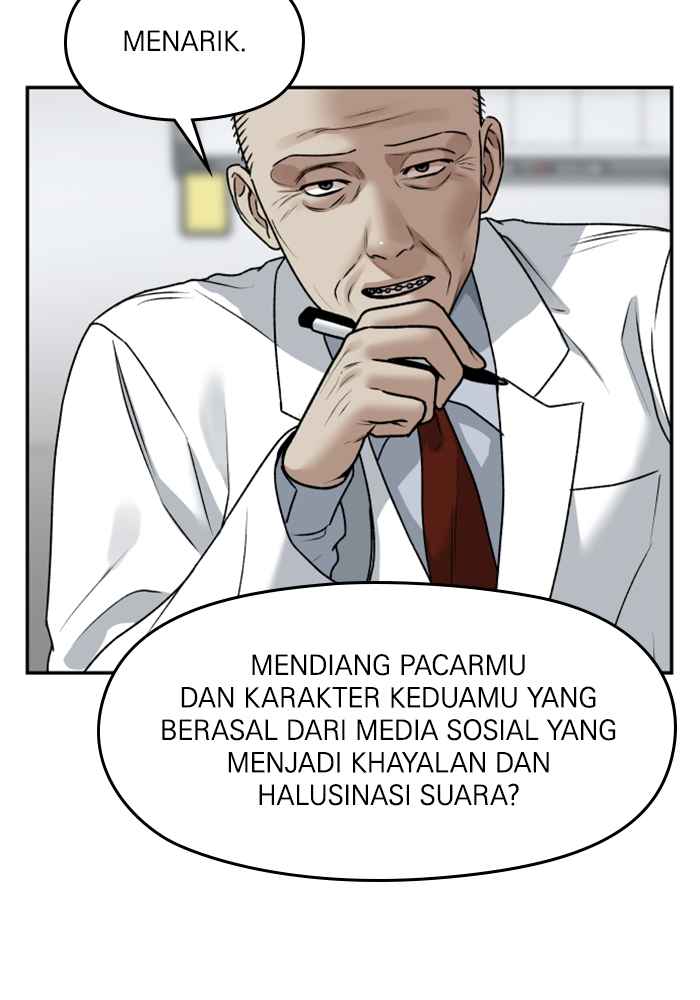 MENARIK.
MENDIANG PACARMU
DAN KARAKTER KEDUAMU YANG
BERASAL DARI MEDIA SOSIAL YANG
MENJADI KHAYALAN DAN
HALUSINASI SUARA?